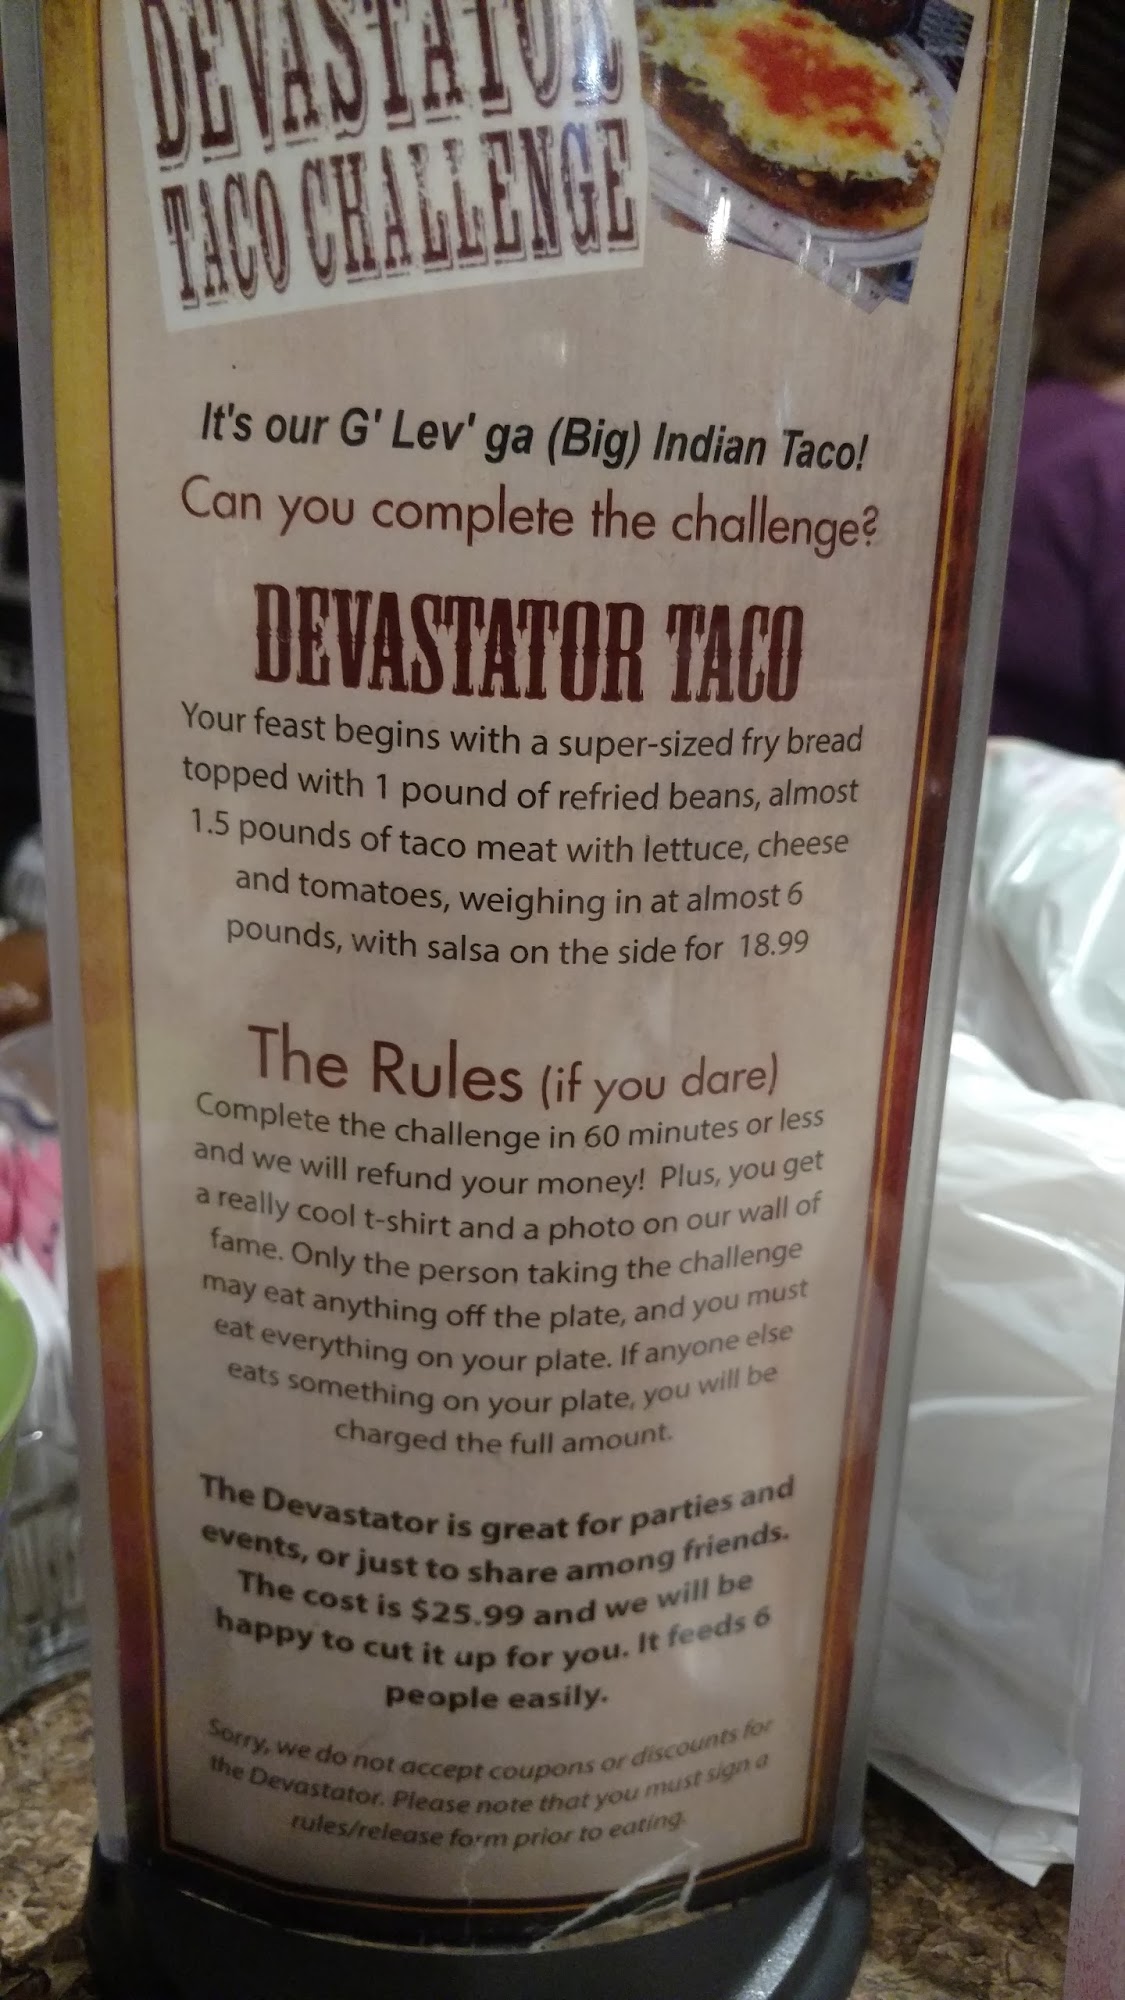 DEVASTATOR
TACO CHALLENGE
It's our G' Lev' ga (Big) Indian Taco!
Can you complete the challenge?
DEVASTATOR TACO
Your feast begins with a super-sized fry bread
topped with 1 pound of refried beans, almost
1.5 pounds of taco meat with lettuce, cheese
and tomatoes, weighing in at almost 6
pounds, with salsa on the side for 18.99
The Rules (if you dare)
Complete the challenge in 60 minutes or less
and we will refund your money! Plus, you get
a really cool t-shirt and a photo on our wall of
fame. Only the person taking the challenge
may eat anything off the plate, and you must
eat everything on your plate. If anyone else
eats something on your plate, you will be
charged the full amount.
The Devastator is great for parties and
events, or just to share among friends.
The cost is $25.99 and we will be
happy to cut it up for you. It feeds 6
people easily.
Sorry, we do not accept coupons or discounts for
the Devastator. Please note that you must sign a
rules/release form prior to eating.